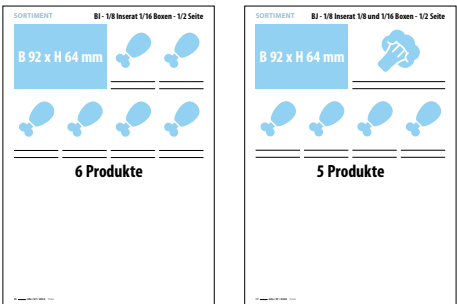 SORTIMENT BI - 1/8 Inserat 1/16 Boxen - 1/2 Seite
B 92 x H 64 mm
6 Produkte
SORTIMENT BJ - 1/8 Inserat 1/8 und 1/16 Boxen - 1/2 Seite
B 92 x H 64 mm
5 Produkte